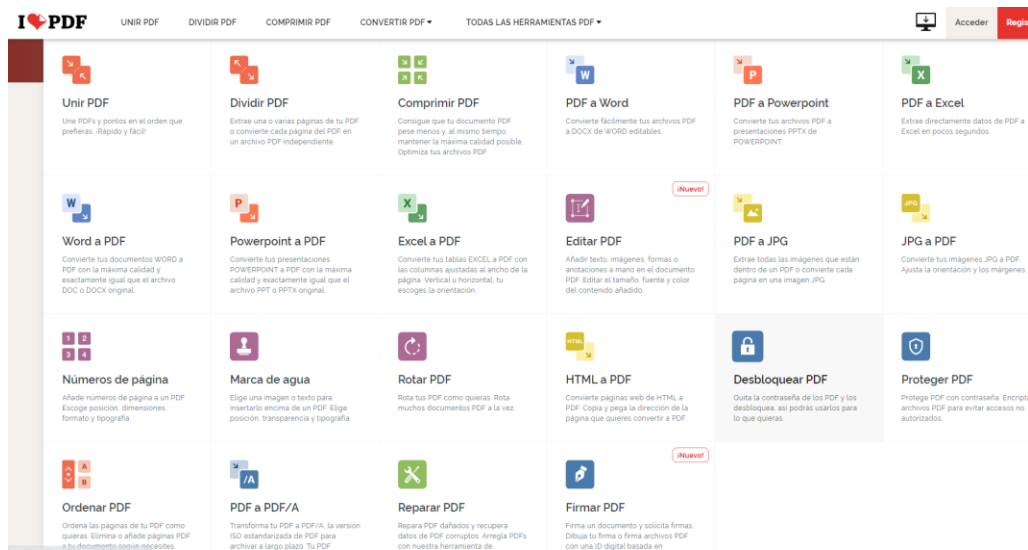 I PDF
UNIR PDF
DIVIDIR PDF
COMPRIMIR PDF
CONVERTIR PDF
TODAS LAS HERRAMIENTAS PDF
Acceder
Regis
Unir PDF
Une PDFs y ponlos en el orden que
prefieras. ¡Rápido y fácil!
Dividir PDF
Extrae una o varias páginas de tu PDF
o convierte cada página del PDF en
un archivo PDF independiente.
Comprimir PDF
Consigue que tu documento PDF
pese menos y, al mismo tiempo,
mantener la máxima calidad posible.
Optimiza tus archivos PDF.
W
PDF a Word
Convierte fácilmente tus archivos PDF
a DOCX de WORD editables.
P
PDF a Powerpoint
Convierte tus archivos PDF a
presentaciones PPTX de
POWERPOINT.
X
PDF a Excel
Extrae directamente datos de PDF a
Excel en pocos segundos.
W
Word a PDF
Convierte tus documentos WORD a
PDF con la máxima calidad y
exactamente igual que el archivo
DOC o DOCX original.
P
Powerpoint a PDF
Convierte tus presentaciones
POWERPOINT a PDF con la máxima
calidad y exactamente igual que el
archivo PPT o PPTX original.
X
Excel a PDF
Convierte tus tablas EXCEL a PDF con
las columnas ajustadas al ancho de la
página. Vertical u horizontal, tu
escoges la orientación.
¡Nuevo!
Editar PDF
Añadir texto, imágenes, formas o
anotaciones a mano en el documento
PDF. Editar el tamaño, fuente y color
del contenido añadido.
PDF a JPG
Extrae todas las imágenes que están
dentro de un PDF o convierte cada
página en una imagen JPG.
JPG
JPG a PDF
Convierte tus imágenes JPG a PDF.
Ajusta la orientación y los márgenes.
1 2
3 4
Números de página
Añade números de página a un PDF.
Escoge posición, dimensiones,
formato y tipografía.
Marca de agua
Elige una imagen o texto para
insertarlo encima de un PDF. Elige
posición, transparencia y tipografía.
Rotar PDF
Rota tus PDF como quieras. Rota
muchos documentos PDF a la vez.
HTML
HTML a PDF
Convierte páginas web de HTML a
PDF. Copia y pega la dirección de la
página que quieres convertir a PDF.
Desbloquear PDF
Quita la contraseña de los PDF y los
desbloquea, así podrás usarlos para
lo que quieras.
Proteger PDF
Protege PDF con contraseña. Encripta
archivos PDF para evitar accesos no
autorizados.
A
B
Ordenar PDF
Ordena las páginas de tu PDF como
quieras. Elimina o añade páginas PDF
a tu documento según necesites
/A
PDF a PDF/A
Transforma tu PDF a PDF/A, la versión
ISO estandarizada de PDF para
archivar a largo plazo. Tu PDF
Reparar PDF
Repara PDF dañados y recupera
datos de PDF corruptos. Arregla PDFs
con nuestra herramienta de
¡Nuevo!
Firmar PDF
Firma un documento y solicita firmas.
Dibuja tu firma o firma archivos PDF
con una ID digital basada en